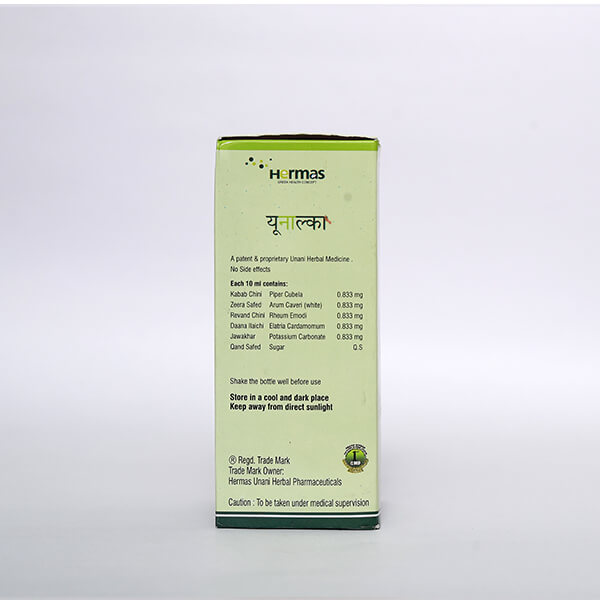 Hermas
GREEN HEALTH CONCEPT
यूनाल्का
A patent & proprietary Unani Herbal Medicine .
No Side effects
Each 10 ml contains:
Kabab Chini Piper Cubela 0.833 mg
Zeera Safed Arum Caveri (white) 0.833 mg
Revand Chini Rheum Emodi 0.833 mg
Daana Ilaichi Elatria Cardamomum 0.833 mg
Jawakhar Potassium Carbonate 0.833 mg
Qand Safed Sugar Q.S
Shake the bottle well before use
Store in a cool and dark place
Keep away from direct sunlight
® Regd. Trade Mark
Trade Mark Owner:
Hermas Unani Herbal Pharmaceuticals
GMP
Caution : To be taken under medical supervision